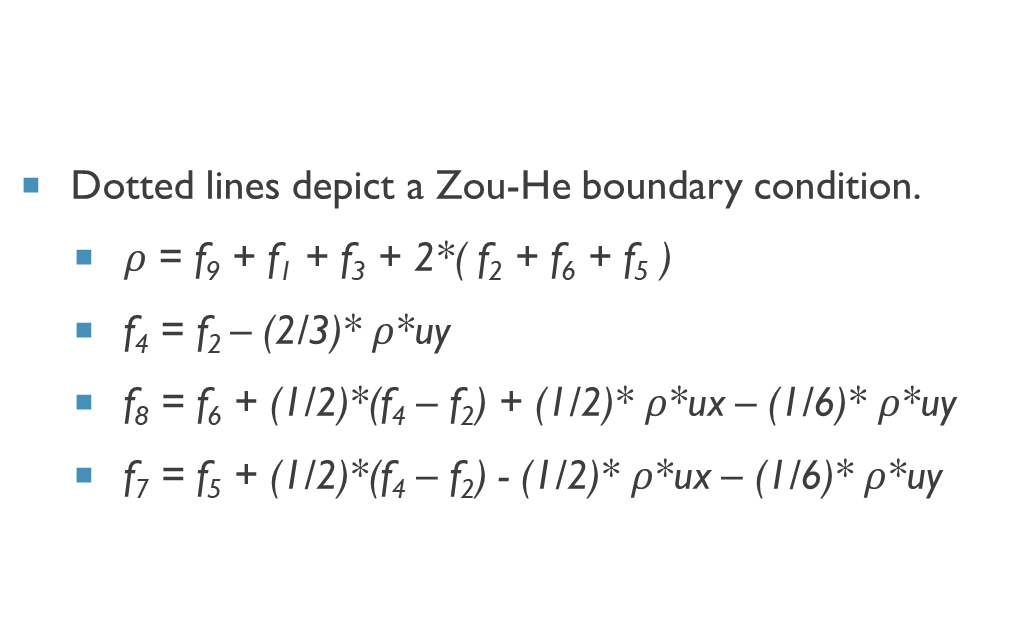 Dotted lines depict a Zou-He boundary condition.
ρ = f₉ + f₁ + f₃ + 2*( f₂ + f₆ + f₅ )
f₄ = f₂ – (2/3)* ρ*uy
f₈ = f₆ + (1/2)*(f₄ – f₂) + (1/2)* ρ*ux – (1/6)* ρ*uy
f₇ = f₅ + (1/2)*(f₄ – f₂) - (1/2)* ρ*ux – (1/6)* ρ*uy